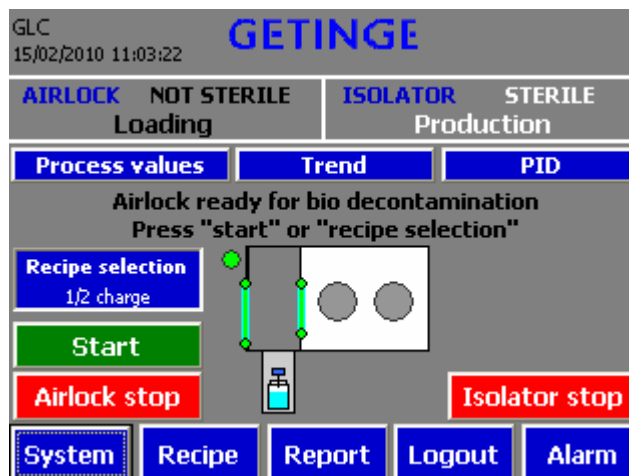 GLC
GETINGE
15/02/2010 11:03:22
AIRLOCK NOT STERILE
Loading
ISOLATOR STERILE
Production
Process values
Trend
PID
Airlock ready for bio decontamination
Press "start" or "recipe selection"
Recipe selection
1/2 charge
Start
Airlock stop
Isolator stop
System
Recipe
Report
Logout
Alarm